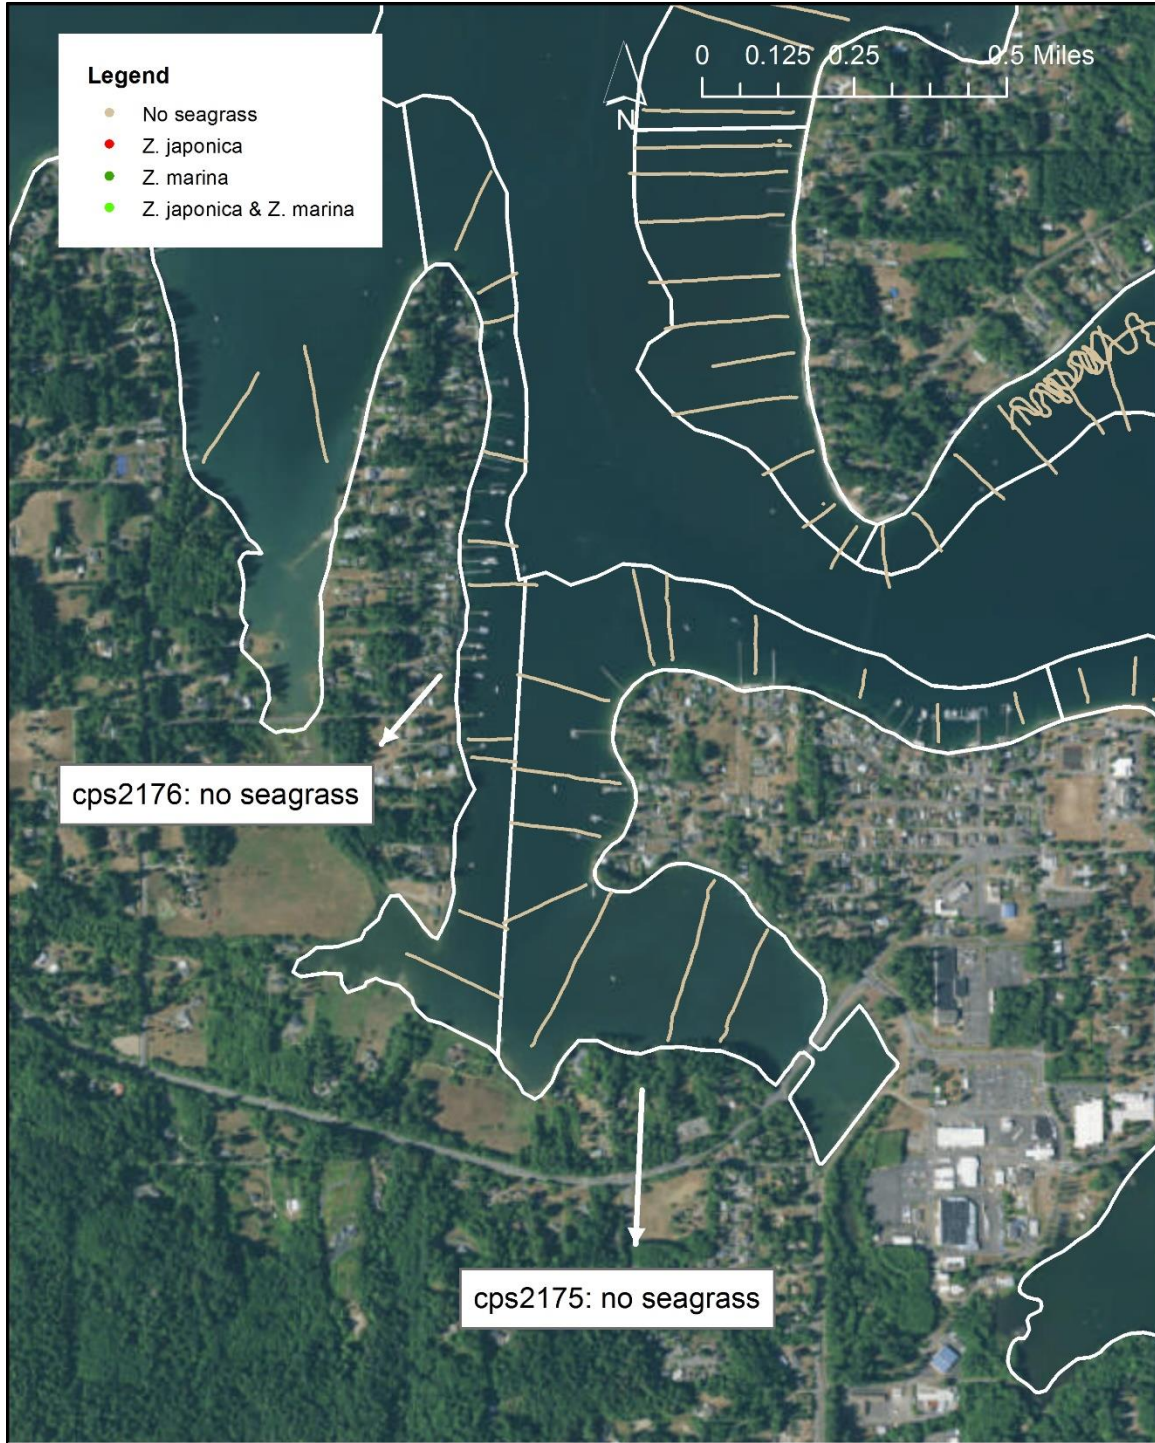 Legend
No seagrass
Z. japonica
Z. marina
Z. japonica & Z. marina
0 0.125 0.25 0.5 Miles
N
cps2176: no seagrass
cps2175: no seagrass